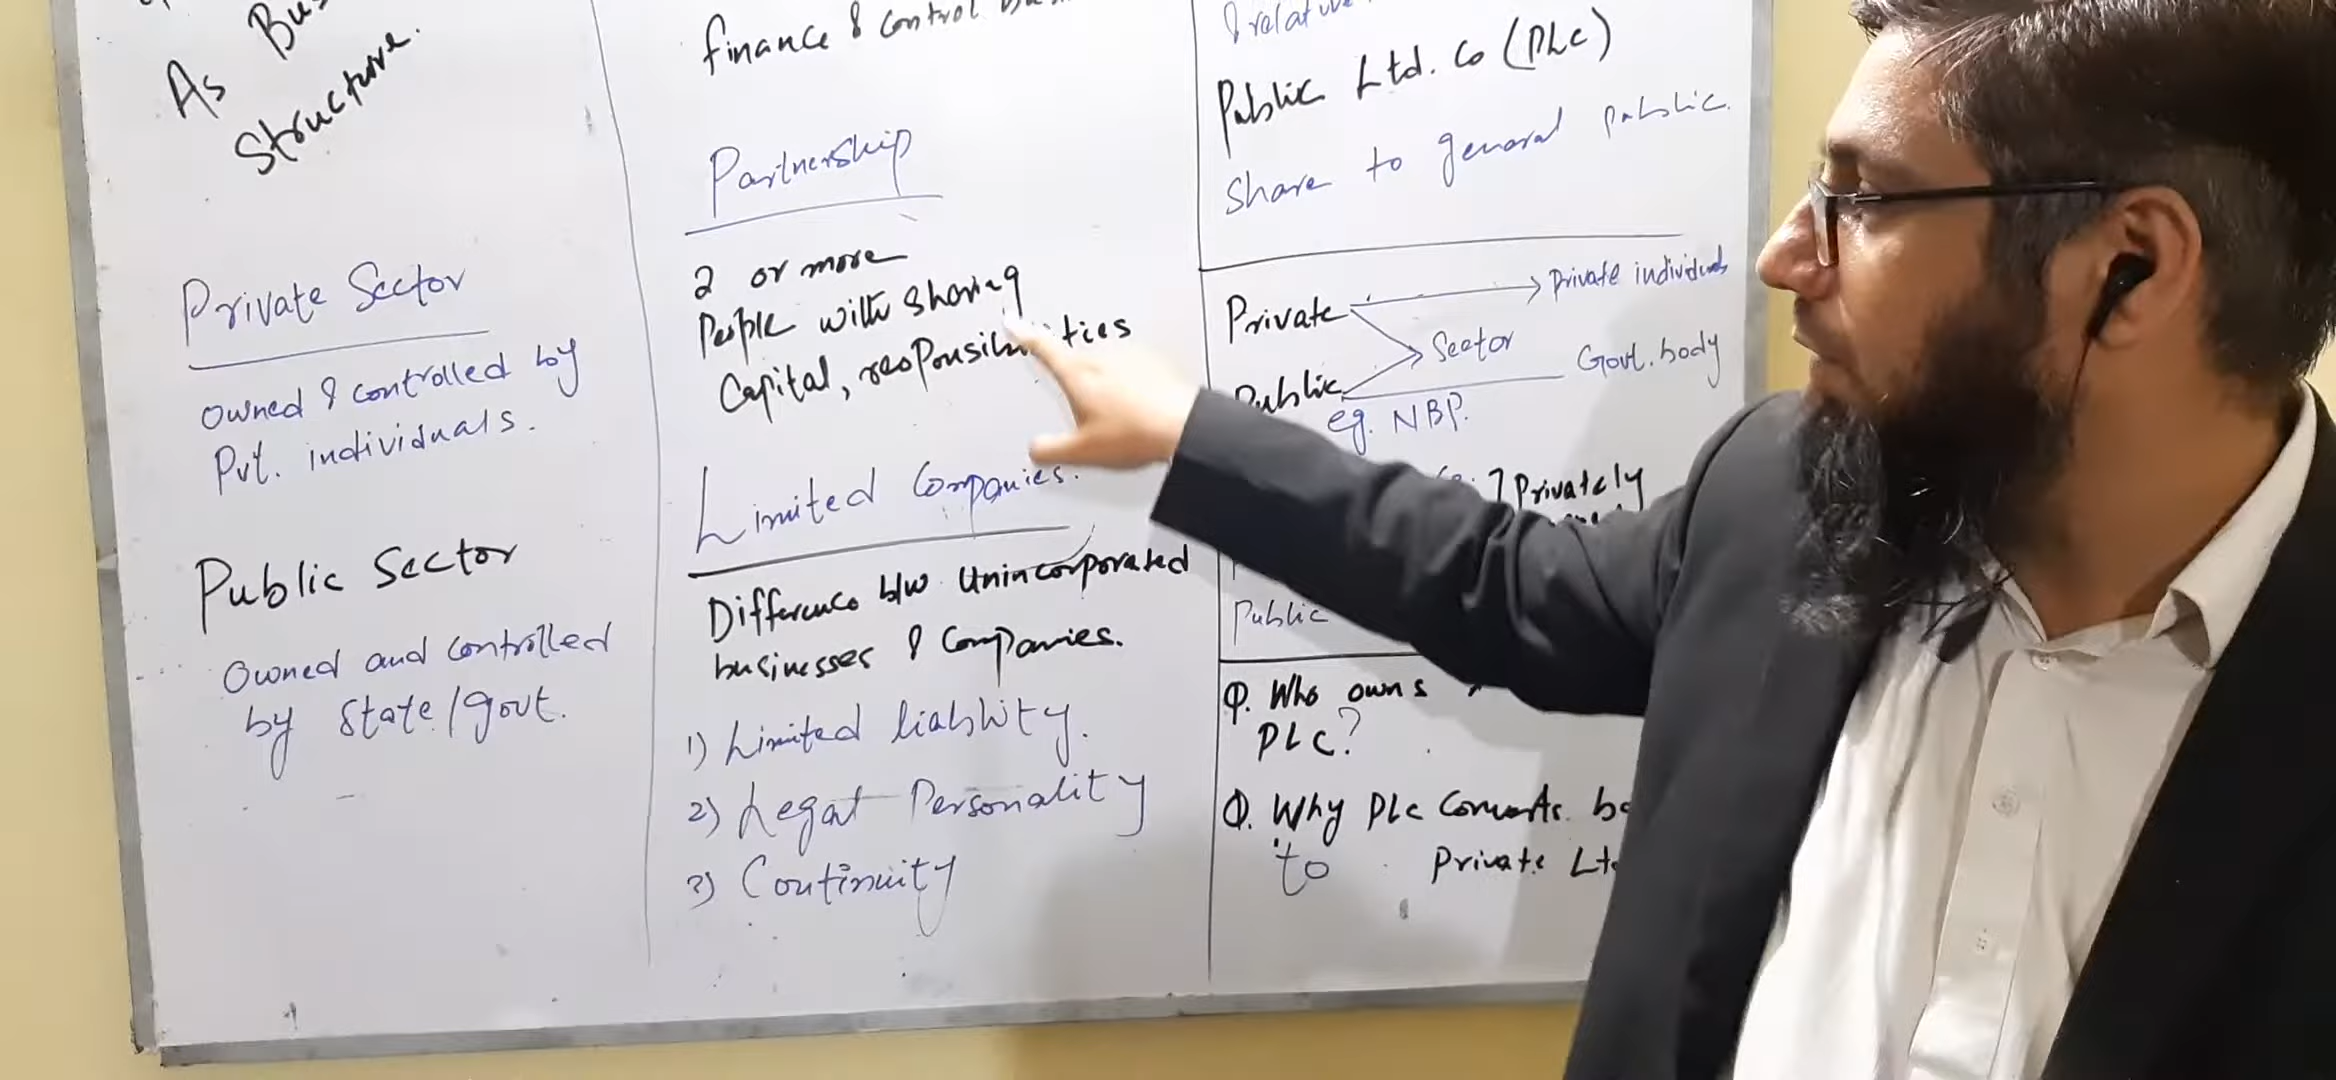 As Bus
Structure.
Private Sector
Owned & controlled by
Pvt. individuals.
Public Sector
Owned and controlled
by State/govt.
finance & control
Partnership
2 or more
People with sharing
Capital, responsibilities
Limited Companies.
Difference b/w Unincorporated
businesses & Companies.
1) Limited liability.
2) Legal Personality
3) Continuity
& relative
Public Ltd. Co (PLC)
Share to general public.
Private → Private individuals
Sector
Public Govt. body
eg. NBP.
Privately
Public
Q. Who owns
PLC?
Q. Why PLC Converts
to Private Lt